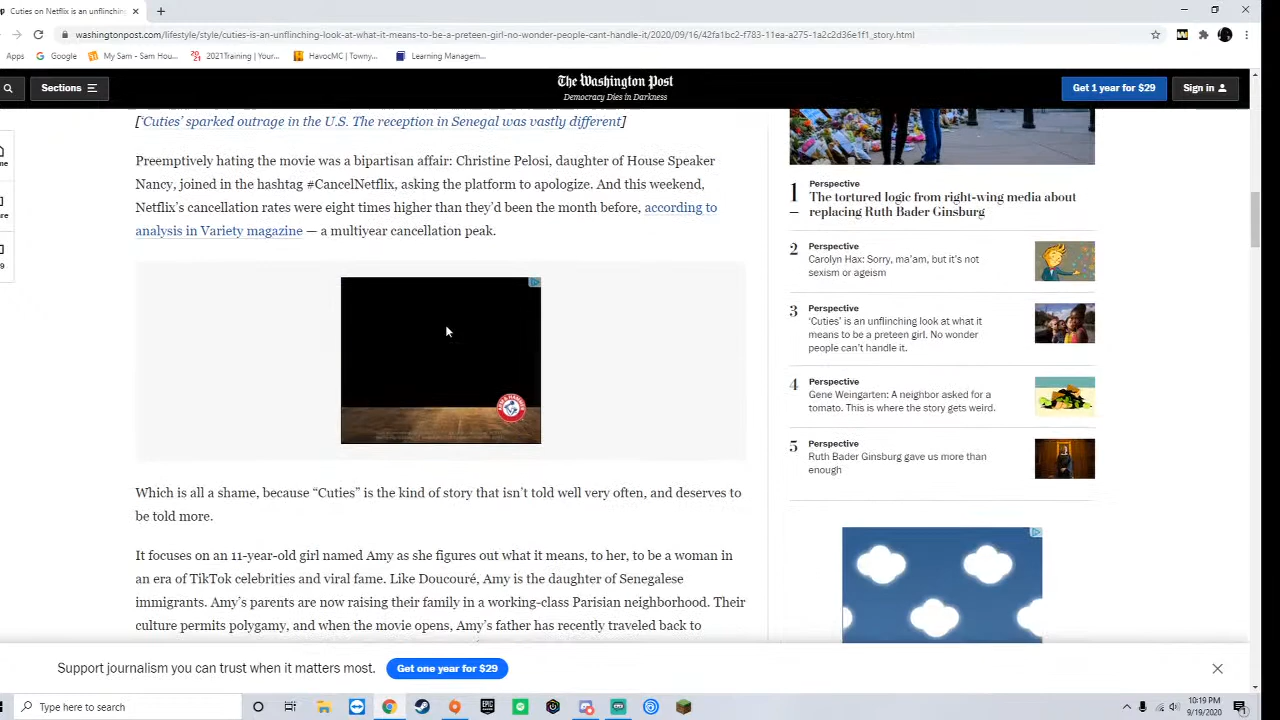 Cuties on Netflix is an unflinchin
washingtonpost.com/lifestyle/style/cuties-is-an-unflinching-look-at-what-it-means-to-be-a-preteen-girl-no-wonder-people-cant-handle-it/2020/09/16/42fa1bc2-f783-11ea-a275-1a2c2d36e1f1_story.html
Apps Google My Sam - Sam Hou... 2021Training | Your... HavocMC | Towny... Learning Managem...
Sections
The Washington Post
Democracy Dies in Darkness
Get 1 year for $29
Sign in
['Cuties' sparked outrage in the U.S. The reception in Senegal was vastly different]
Preemptively hating the movie was a bipartisan affair: Christine Pelosi, daughter of House Speaker
Nancy, joined in the hashtag #CancelNetflix, asking the platform to apologize. And this weekend,
Netflix's cancellation rates were eight times higher than they'd been the month before, according to
analysis in Variety magazine — a multiyear cancellation peak.
Which is all a shame, because “Cuties” is the kind of story that isn't told well very often, and deserves to
be told more.
It focuses on an 11-year-old girl named Amy as she figures out what it means, to her, to be a woman in
an era of TikTok celebrities and viral fame. Like Doucouré, Amy is the daughter of Senegalese
immigrants. Amy's parents are now raising their family in a working-class Parisian neighborhood. Their
culture permits polygamy, and when the movie opens, Amy's father has recently traveled back to
1
Perspective
The tortured logic from right-wing media about
replacing Ruth Bader Ginsburg
2
Perspective
Carolyn Hax: Sorry, ma'am, but it's not
sexism or ageism
3
Perspective
'Cuties' is an unflinching look at what it
means to be a preteen girl. No wonder
people can't handle it.
4
Perspective
Gene Weingarten: A neighbor asked for a
tomato. This is where the story gets weird.
5
Perspective
Ruth Bader Ginsburg gave us more than
enough
Support journalism you can trust when it matters most.
Get one year for $29
Type here to search
10:19 PM
9/19/2020